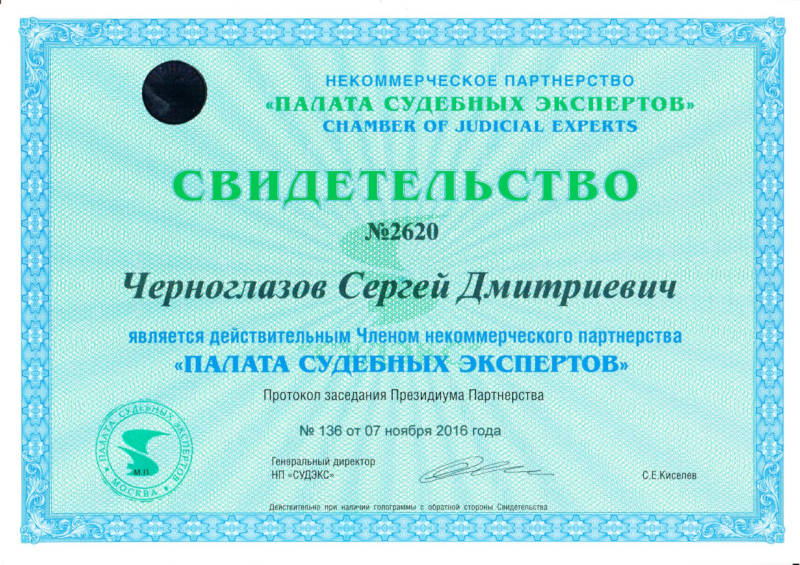 НЕКОММЕРЧЕСКОЕ ПАРТНЕРСТВО
«ПАЛАТА СУДЕБНЫХ ЭКСПЕРТОВ»
CHAMBER OF JUDICIAL EXPERTS
СВИДЕТЕЛЬСТВО
№2620
Черноглазов Сергей Дмитриевич
является действительным Членом некоммерческого партнерства
«ПАЛАТА СУДЕБНЫХ ЭКСПЕРТОВ»
Протокол заседания Президиума Партнерства
№ 136 от 07 ноября 2016 года
ПАЛАТА СУДЕБНЫХ ЭКСПЕРТОВ
М.П.
МОСКВА
Генеральный директор
НП «СУДЭКС»
С.Е.Киселев
Действительно при наличии голограммы с обратной стороны Свидетельства